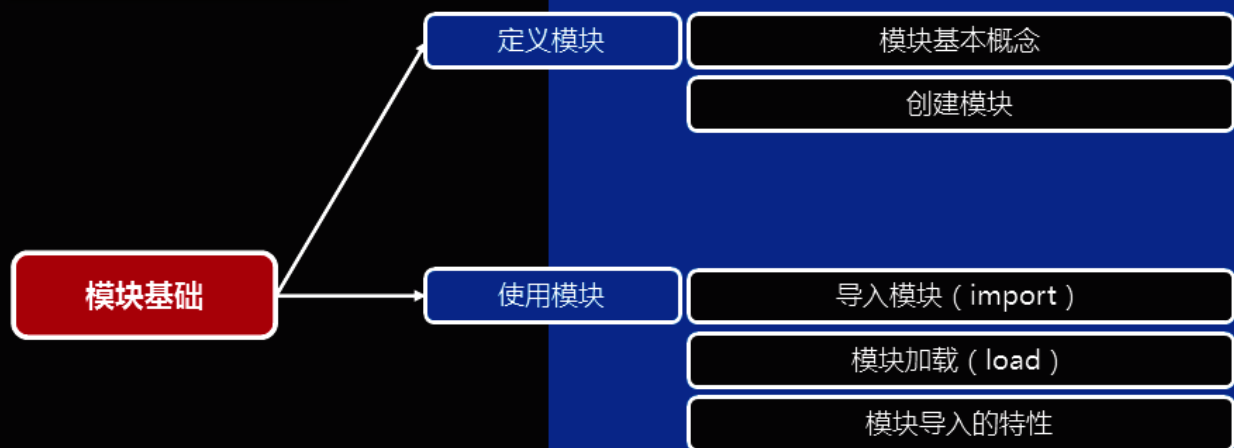 定义模块
模块基本概念
创建模块
模块基础
使用模块
导入模块（import）
模块加载（load）
模块导入的特性